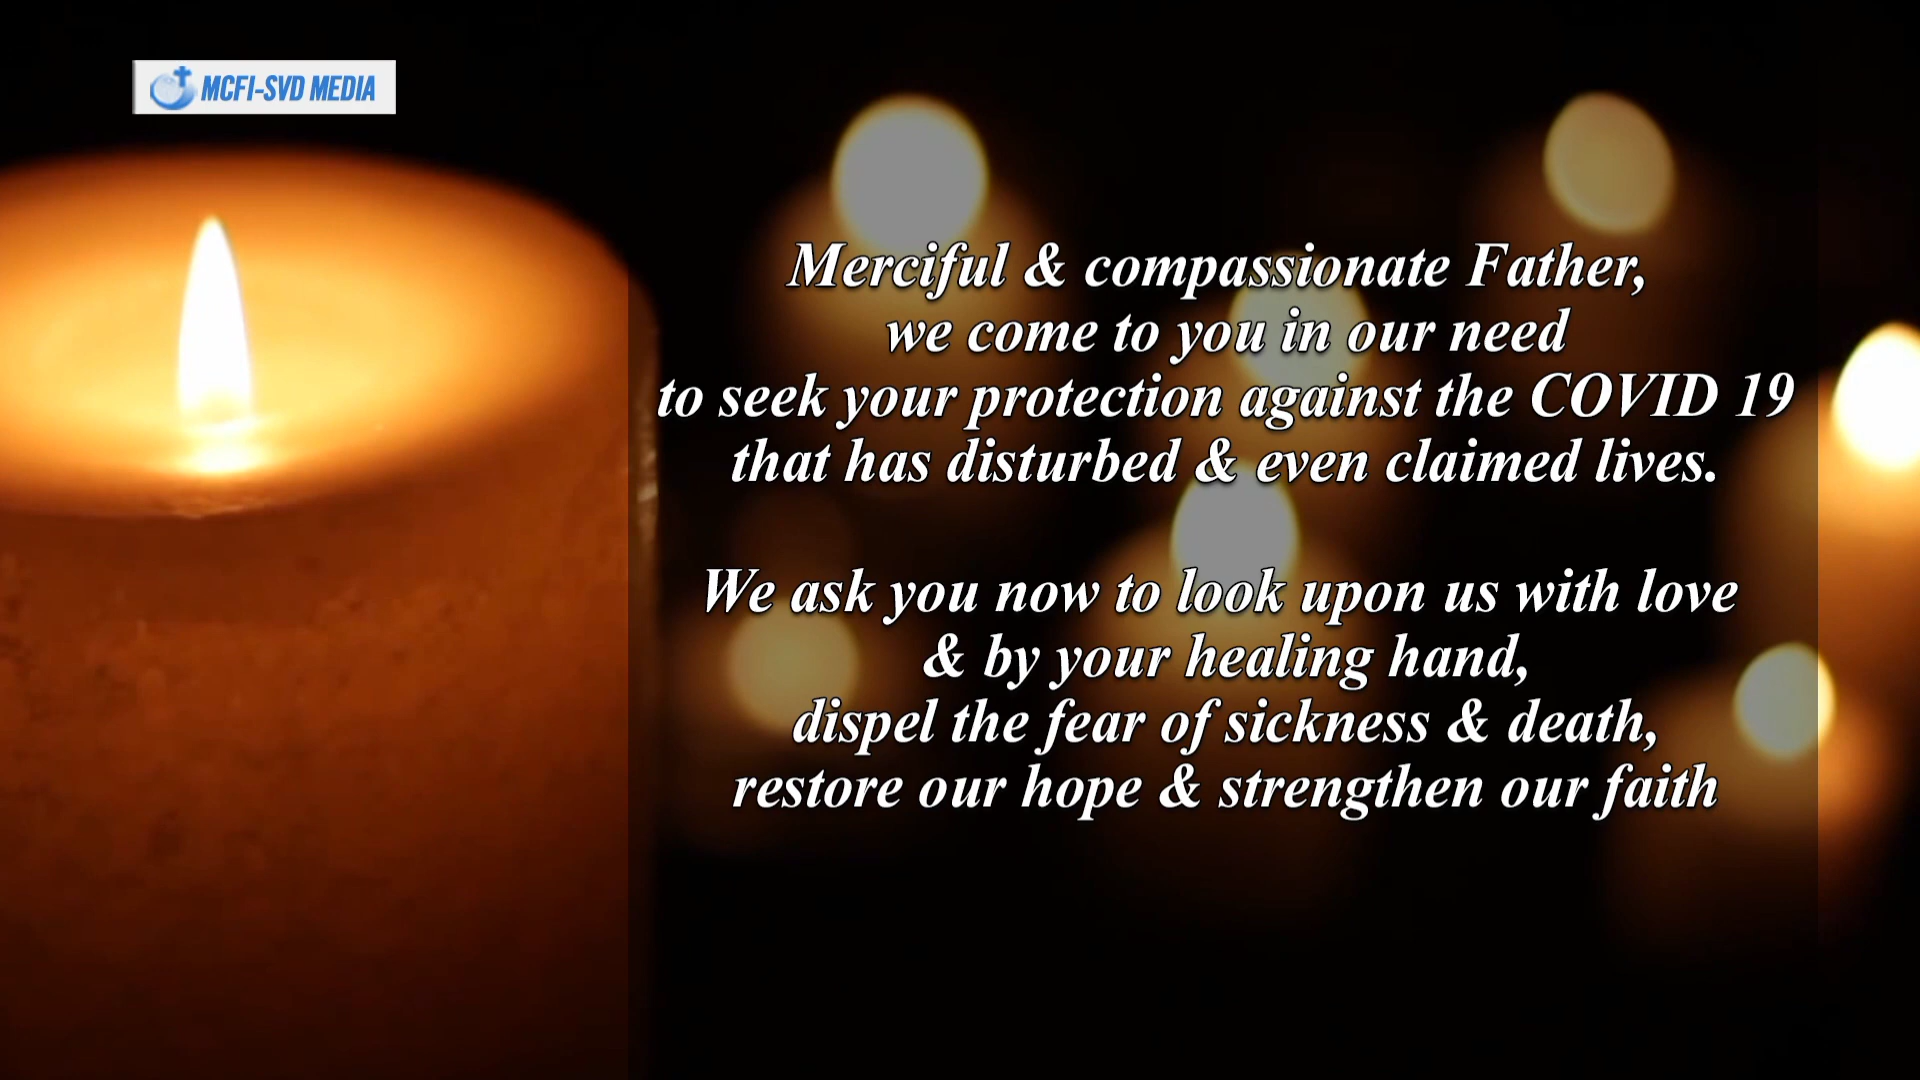 MCFI-SVD MEDIA
Merciful & compassionate Father,
we come to you in our need
to seek your protection against the COVID 19
that has disturbed & even claimed lives.
We ask you now to look upon us with love
& by your healing hand,
dispel the fear of sickness & death,
restore our hope & strengthen our faith